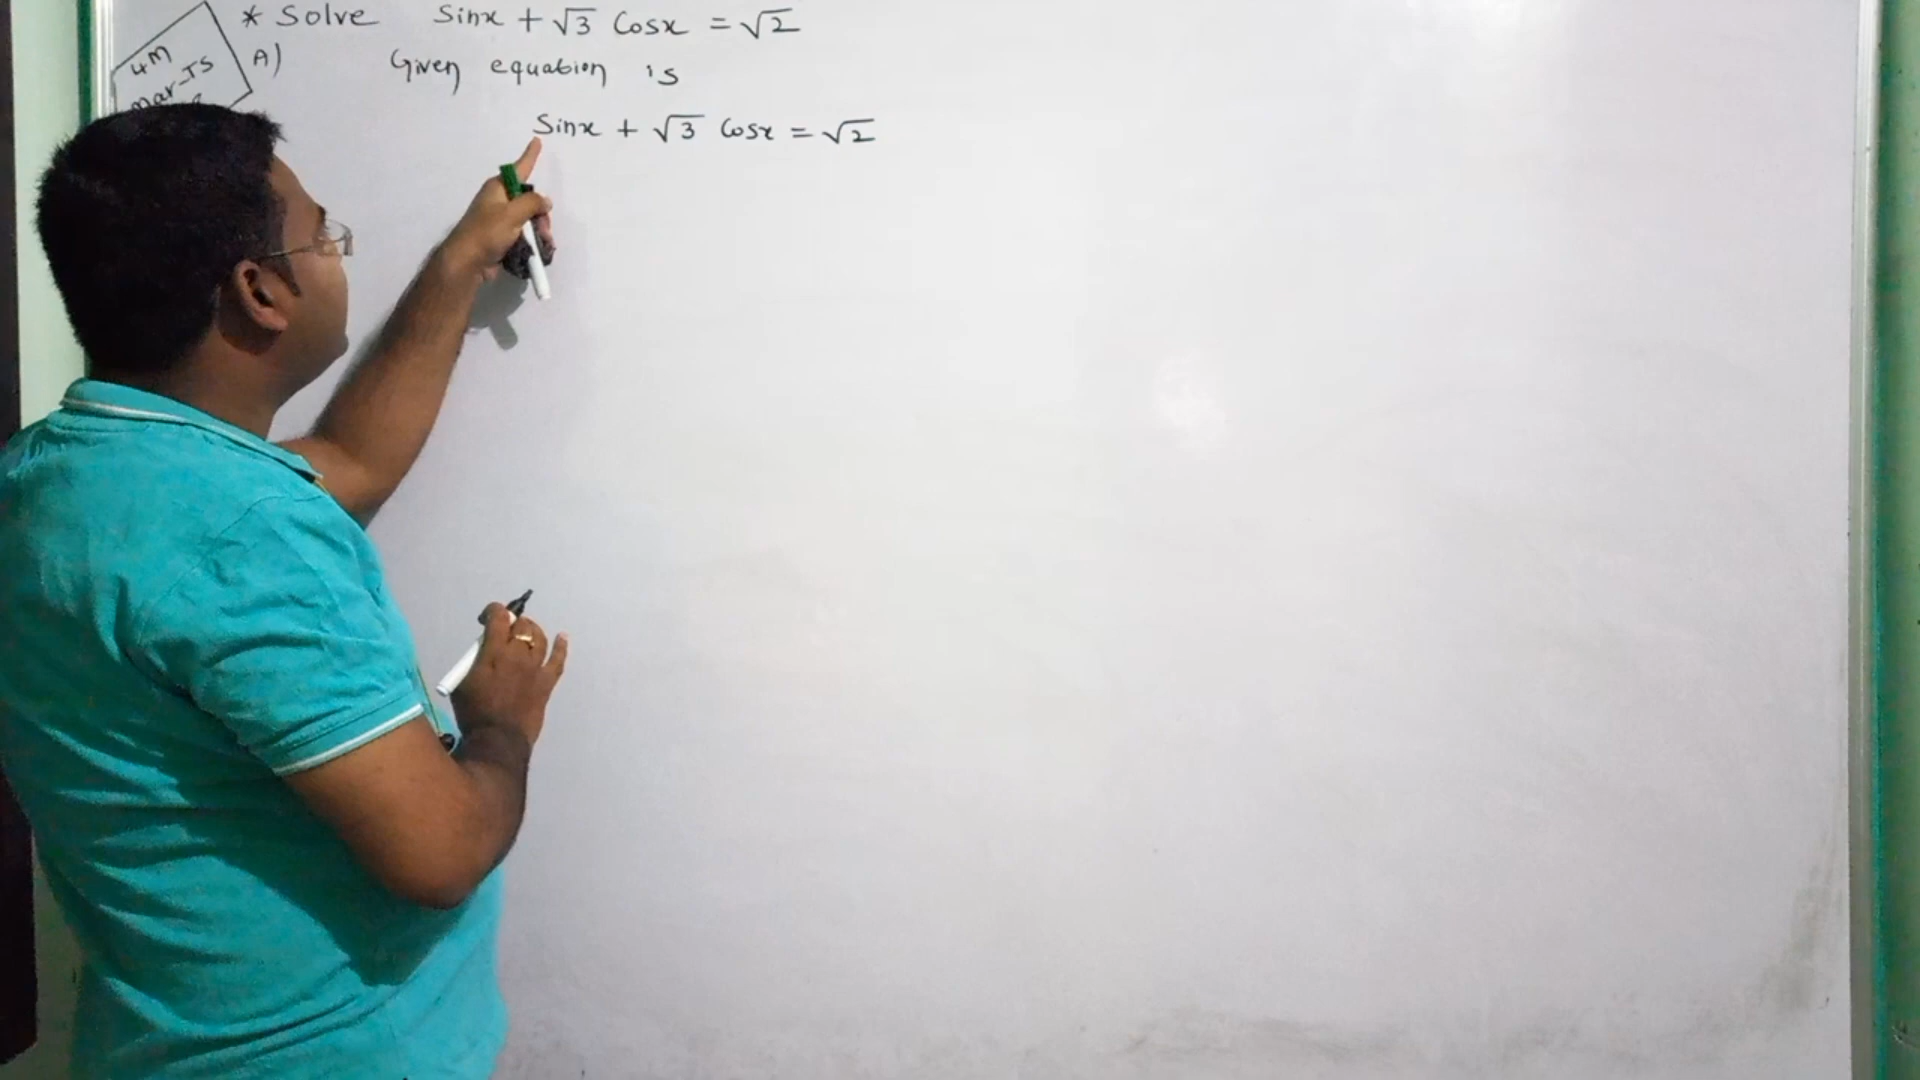 * Solve Sinx + √3 Cosx = √2
4M
Mar-TS
A) Given equation is
Sinx + √3 Cosx = √2